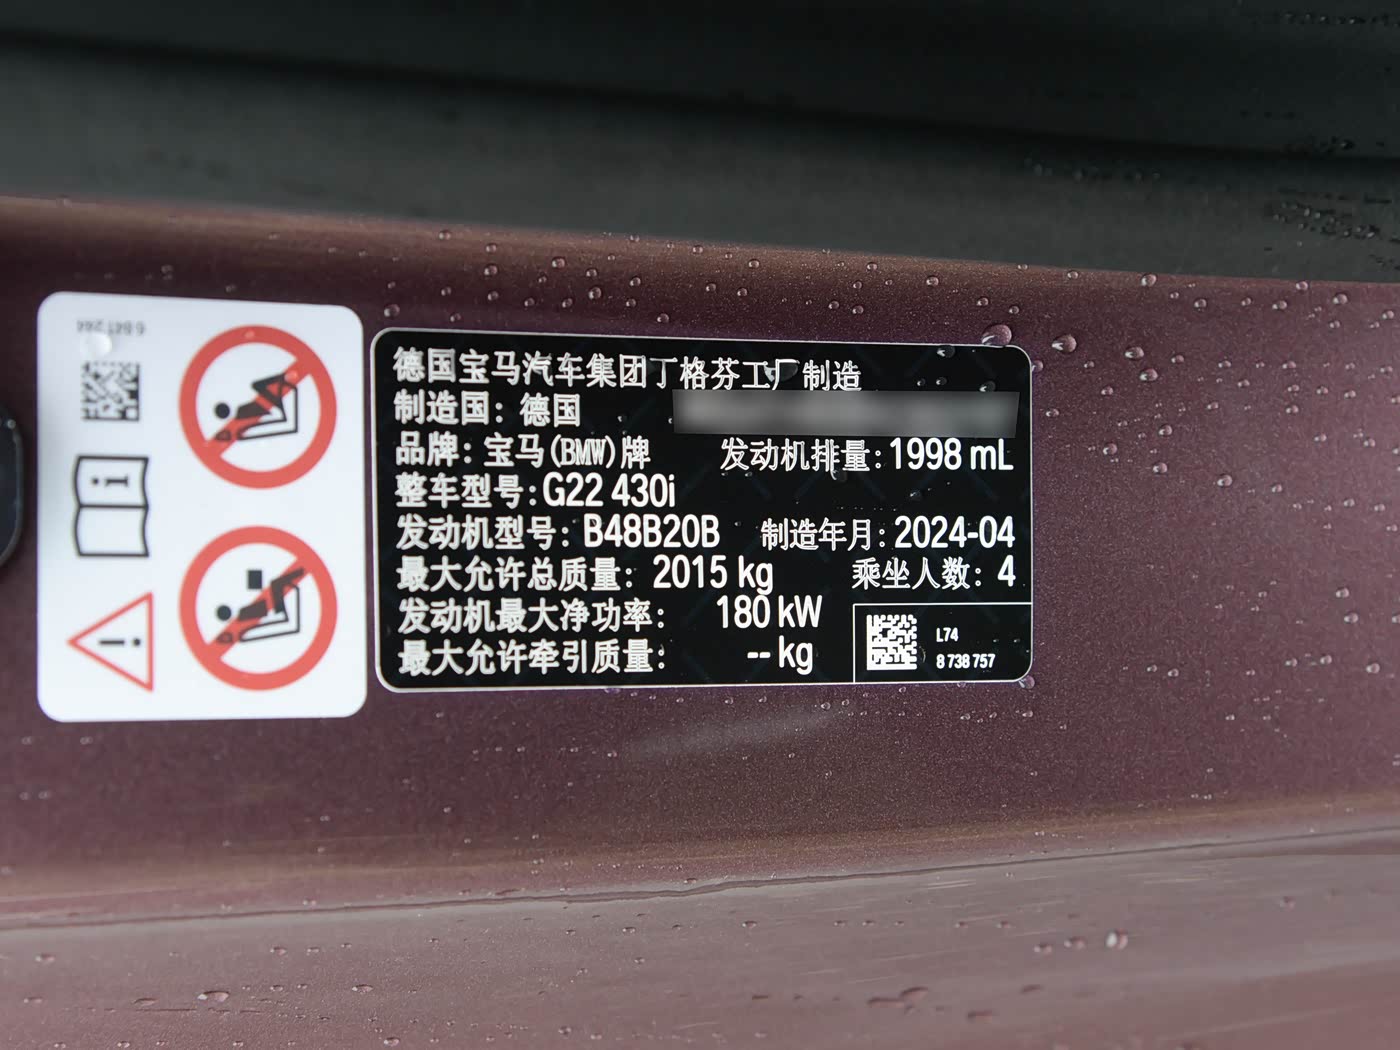 6 841 244
德国宝马汽车集团丁格芬工厂制造
制造国：德国
品牌：宝马(BMW)牌 发动机排量：1998 mL
整车型号：G22 430i
发动机型号：B48B20B 制造年月：2024-04
最大允许总质量：2015 kg 乘坐人数：4
发动机最大净功率： 180 kW
最大允许牵引质量： -- kg
L74
8 738 757